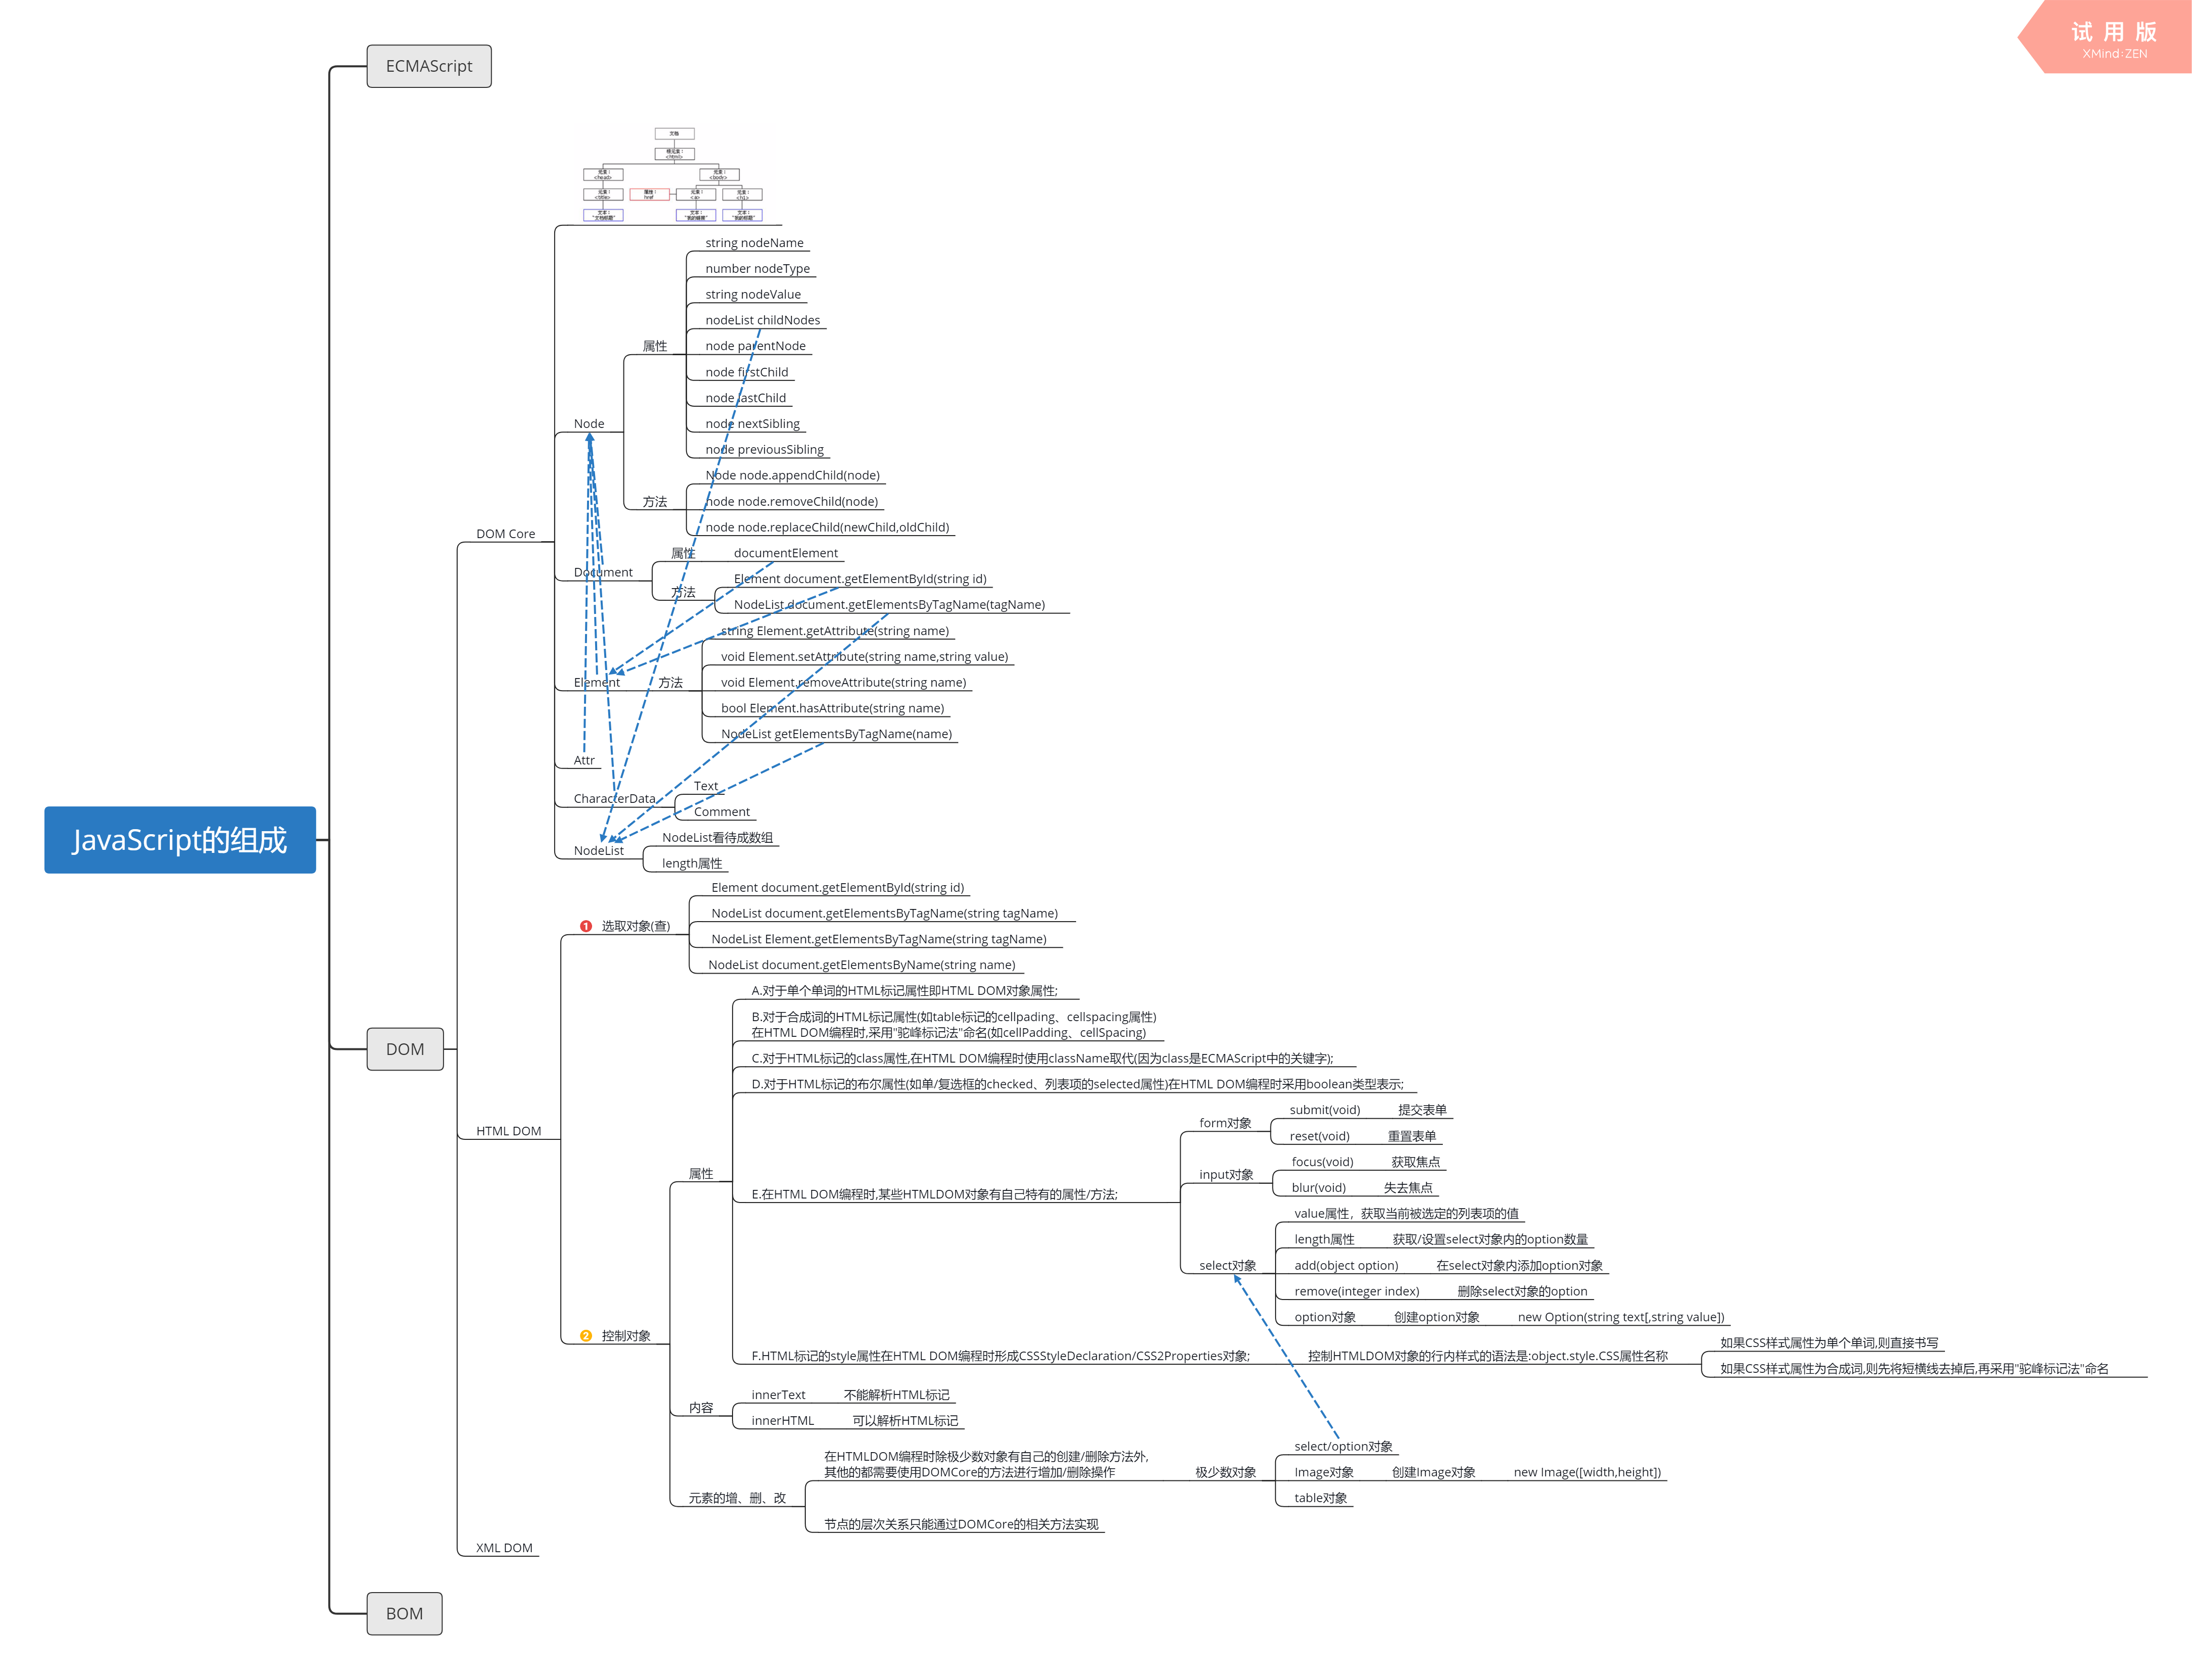 试 用 版
XMind:ZEN
ECMAScript
文档
根元素：
<html>
元素：
<head>
元素：
<body>
元素：
<title>
属性：
href
元素：
<a>
元素：
<h1>
文本：
"文档标题"
文本：
"我的链接"
文本：
"我的标题"
string nodeName
number nodeType
string nodeValue
nodeList childNodes
属性
node parentNode
node firstChild
node lastChild
Node
node nextSibling
node previousSibling
Node node.appendChild(node)
方法
node node.removeChild(node)
node node.replaceChild(newChild,oldChild)
DOM Core
属性
documentElement
Document
Element document.getElementById(string id)
方法
NodeList document.getElementsByTagName(tagName)
string Element.getAttribute(string name)
void Element.setAttribute(string name,string value)
Element
方法
void Element.removeAttribute(string name)
bool Element.hasAttribute(string name)
NodeList getElementsByTagName(name)
Attr
Text
CharacterData
Comment
NodeList看待成数组
NodeList
length属性
JavaScript的组成
Element document.getElementById(string id)
1 选取对象(查)
NodeList document.getElementsByTagName(string tagName)
NodeList Element.getElementsByTagName(string tagName)
NodeList document.getElementsByName(string name)
A.对于单个单词的HTML标记属性即HTML DOM对象属性;
B.对于合成词的HTML标记属性(如table标记的cellpading、cellspacing属性)
在HTML DOM编程时,采用"驼峰标记法"命名(如cellPadding、cellSpacing)
DOM
C.对于HTML标记的class属性,在HTML DOM编程时使用className取代(因为class是ECMAScript中的关键字);
D.对于HTML标记的布尔属性(如单/复选框的checked、列表项的selected属性)在HTML DOM编程时采用boolean类型表示;
HTML DOM
form对象
submit(void)
提交表单
reset(void)
重置表单
属性
input对象
focus(void)
获取焦点
blur(void)
失去焦点
E.在HTML DOM编程时,某些HTMLDOM对象有自己特有的属性/方法;
value属性，获取当前被选定的列表项的值
length属性
获取/设置select对象内的option数量
select对象
add(object option)
在select对象内添加option对象
remove(integer index)
删除select对象的option
option对象
创建option对象
new Option(string text[,string value])
2 控制对象
F.HTML标记的style属性在HTML DOM编程时形成CSSStyleDeclaration/CSS2Properties对象;
控制HTMLDOM对象的行内样式的语法是:object.style.CSS属性名称
如果CSS样式属性为单个单词,则直接书写
如果CSS样式属性为合成词,则先将短横线去掉后,再采用"驼峰标记法"命名
内容
innerText
不能解析HTML标记
innerHTML
可以解析HTML标记
元素的增、删、改
在HTMLDOM编程时除极少数对象有自己的创建/删除方法外,
其他的都需要使用DOMCore的方法进行增加/删除操作
极少数对象
select/option对象
Image对象
创建Image对象
new Image([width,height])
table对象
节点的层次关系只能通过DOMCore的相关方法实现
XML DOM
BOM